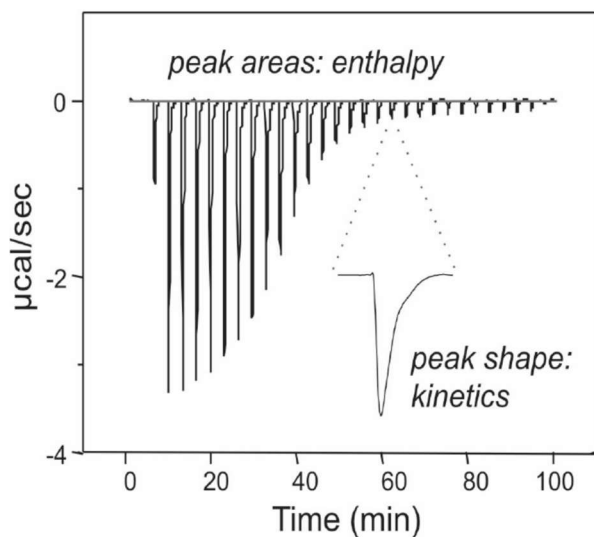 peak areas: enthalpy
0
-2
-4
µcal/sec
peak shape:
kinetics
0 20 40 60 80 100
Time (min)